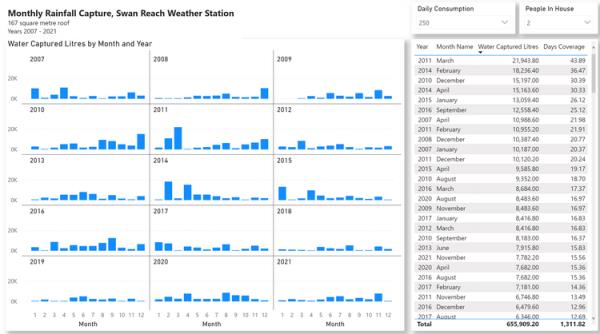 Monthly Rainfall Capture, Swan Reach Weather Station
167 square metre roof
Years 2007 - 2021
Daily Consumption
250
People In House
2
Water Captured Litres by Month and Year
2007 2008 2009
20K
0K
2010 2011 2012
20K
0K
2013 2014 2015
20K
0K
2016 2017 2018
20K
0K
2019 2020 2021
20K
0K
1 2 3 4 5 6 7 8 9 10 11 12 1 2 3 4 5 6 7 8 9 10 11 12 1 2 3 4 5 6 7 8 9 10 11 12
Month Month Month
Year Month Name Water Captured Litres Days Coverage
2011 March 21,943.80 43.89
2014 February 18,236.40 36.47
2010 December 15,197.00 30.39
2014 April 15,163.60 30.33
2015 January 13,059.40 26.12
2016 September 12,558.40 25.12
2007 April 10,988.60 21.98
2011 February 10,955.20 21.91
2008 December 10,387.40 20.77
2007 January 10,187.00 20.37
2011 December 10,120.20 20.24
2015 April 9,585.80 19.17
2010 August 9,352.00 18.70
2016 March 8,684.00 17.37
2020 August 8,483.60 16.97
2009 November 8,483.60 16.97
2017 January 8,416.80 16.83
2012 March 8,416.80 16.83
2010 September 8,183.00 16.37
2013 June 7,915.80 15.83
2021 November 7,782.20 15.56
2020 April 7,682.00 15.36
2016 August 7,682.00 15.36
2017 February 7,181.00 14.36
2011 November 6,746.80 13.49
2016 December 6,479.60 12.96
2017 August 6,346.00 12.69
Total 655,909.20 1,311.82